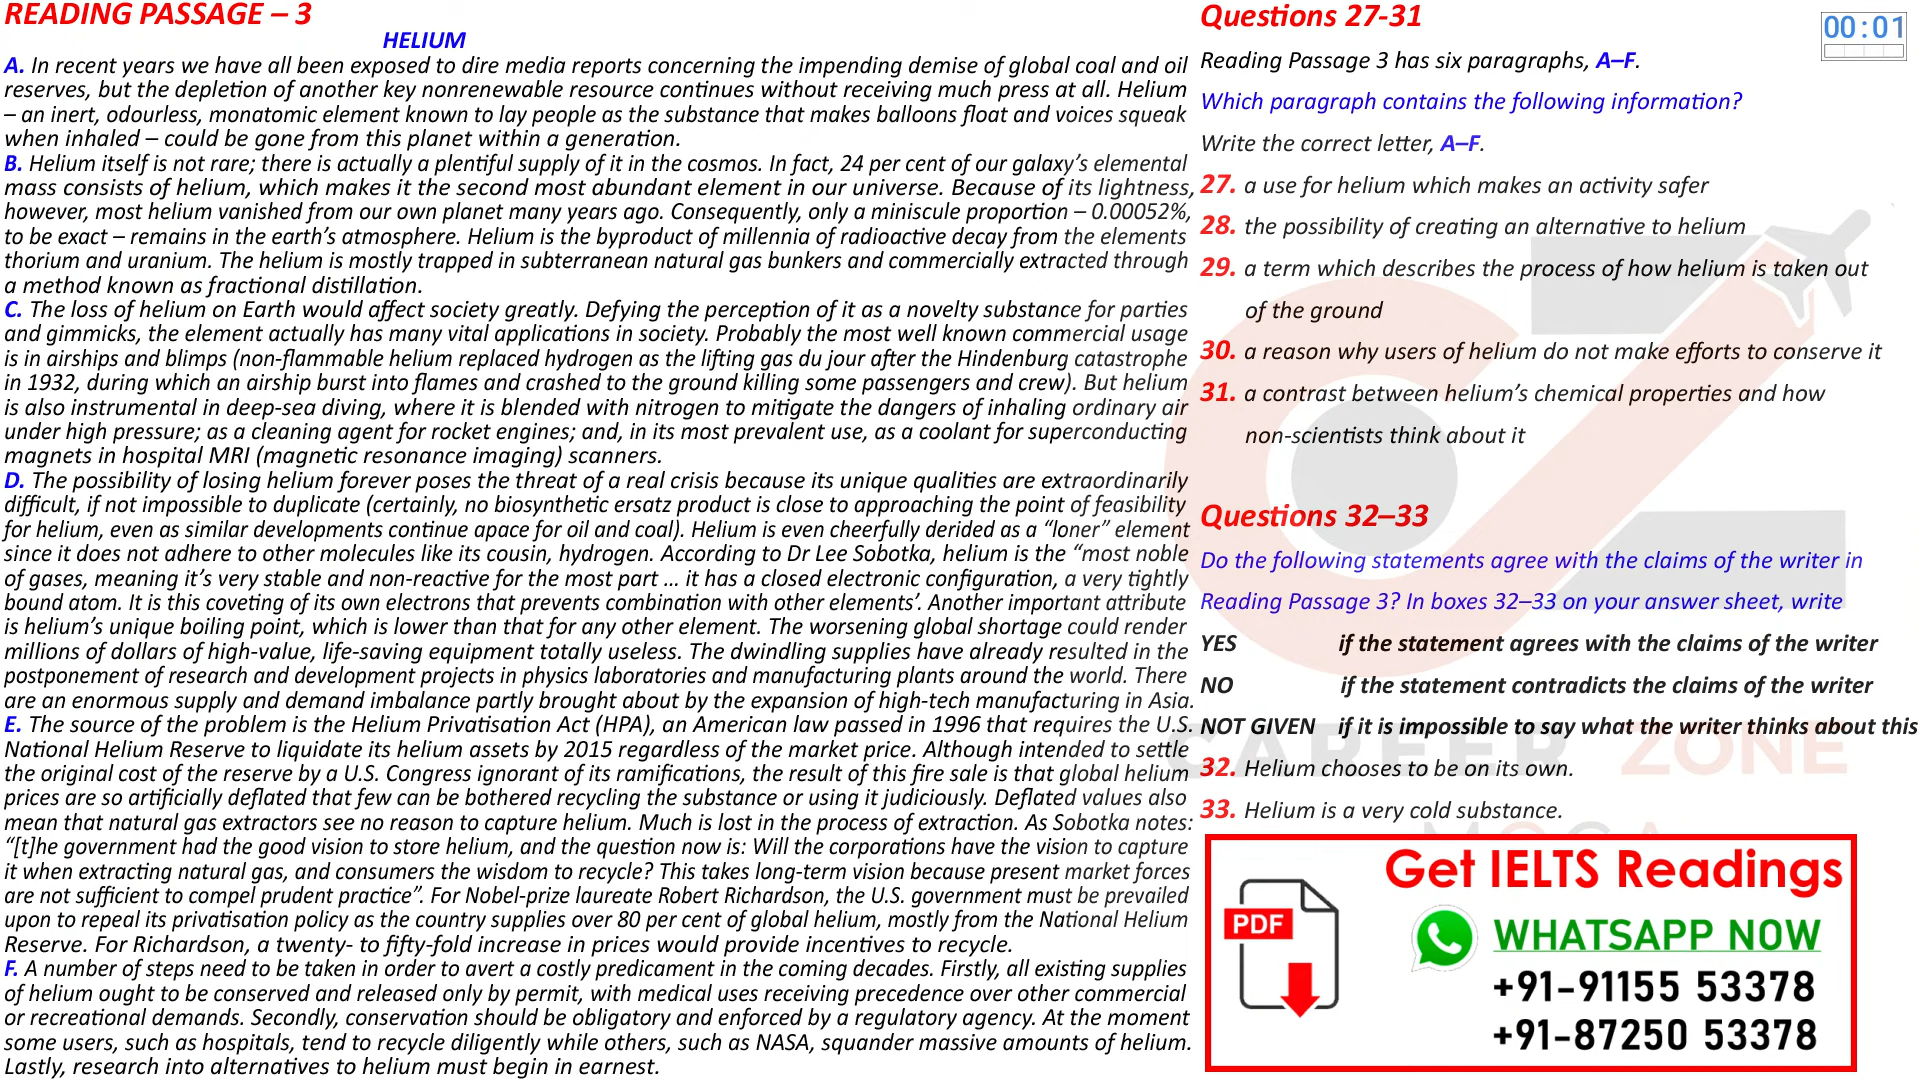 READING PASSAGE – 3
HELIUM
A. In recent years we have all been exposed to dire media reports concerning the impending demise of global coal and oil
reserves, but the depletion of another key nonrenewable resource continues without receiving much press at all. Helium
– an inert, odourless, monatomic element known to lay people as the substance that makes balloons float and voices squeak
when inhaled – could be gone from this planet within a generation.
B. Helium itself is not rare; there is actually a plentiful supply of it in the cosmos. In fact, 24 per cent of our galaxy's elemental
mass consists of helium, which makes it the second most abundant element in our universe. Because of its lightness,
however, most helium vanished from our own planet many years ago. Consequently, only a miniscule proportion – 0.00052%,
to be exact – remains in the earth's atmosphere. Helium is the byproduct of millennia of radioactive decay from the elements
thorium and uranium. The helium is mostly trapped in subterranean natural gas bunkers and commercially extracted through
a method known as fractional distillation.
C. The loss of helium on Earth would affect society greatly. Defying the perception of it as a novelty substance for parties
and gimmicks, the element actually has many vital applications in society. Probably the most well known commercial usage
is in airships and blimps (non-flammable helium replaced hydrogen as the lifting gas du jour after the Hindenburg catastrophe
in 1932, during which an airship burst into flames and crashed to the ground killing some passengers and crew). But helium
is also instrumental in deep-sea diving, where it is blended with nitrogen to mitigate the dangers of inhaling ordinary air
under high pressure; as a cleaning agent for rocket engines; and, in its most prevalent use, as a coolant for superconducting
magnets in hospital MRI (magnetic resonance imaging) scanners.
D. The possibility of losing helium forever poses the threat of a real crisis because its unique qualities are extraordinarily
difficult, if not impossible to duplicate (certainly, no biosynthetic ersatz product is close to approaching the point of feasibility
for helium, even as similar developments continue apace for oil and coal). Helium is even cheerfully derided as a "loner" element
since it does not adhere to other molecules like its cousin, hydrogen. According to Dr Lee Sobotka, helium is the "most noble
of gases, meaning it's very stable and non-reactive for the most part ... it has a closed electronic configuration, a very tightly
bound atom. It is this coveting of its own electrons that prevents combination with other elements'. Another important attribute
is helium's unique boiling point, which is lower than that for any other element. The worsening global shortage could render
millions of dollars of high-value, life-saving equipment totally useless. The dwindling supplies have already resulted in the
postponement of research and development projects in physics laboratories and manufacturing plants around the world. There
are an enormous supply and demand imbalance partly brought about by the expansion of high-tech manufacturing in Asia.
E. The source of the problem is the Helium Privatisation Act (HPA), an American law passed in 1996 that requires the U.S.
National Helium Reserve to liquidate its helium assets by 2015 regardless of the market price. Although intended to settle
the original cost of the reserve by a U.S. Congress ignorant of its ramifications, the result of this fire sale is that global helium
prices are so artificially deflated that few can be bothered recycling the substance or using it judiciously. Deflated values also
mean that natural gas extractors see no reason to capture helium. Much is lost in the process of extraction. As Sobotka notes:
"[t]he government had the good vision to store helium, and the question now is: Will the corporations have the vision to capture
it when extracting natural gas, and consumers the wisdom to recycle? This takes long-term vision because present market forces
are not sufficient to compel prudent practice". For Nobel-prize laureate Robert Richardson, the U.S. government must be prevailed
upon to repeal its privatisation policy as the country supplies over 80 per cent of global helium, mostly from the National Helium
Reserve. For Richardson, a twenty- to fifty-fold increase in prices would provide incentives to recycle.
F. A number of steps need to be taken in order to avert a costly predicament in the coming decades. Firstly, all existing supplies
of helium ought to be conserved and released only by permit, with medical uses receiving precedence over other commercial
or recreational demands. Secondly, conservation should be obligatory and enforced by a regulatory agency. At the moment
some users, such as hospitals, tend to recycle diligently while others, such as NASA, squander massive amounts of helium.
Lastly, research into alternatives to helium must begin in earnest.
Questions 27-31
00:01
Reading Passage 3 has six paragraphs, A–F.
Which paragraph contains the following information?
Write the correct letter, A–F.
27. a use for helium which makes an activity safer
28. the possibility of creating an alternative to helium
29. a term which describes the process of how helium is taken out
of the ground
30. a reason why users of helium do not make efforts to conserve it
31. a contrast between helium's chemical properties and how
non-scientists think about it
Questions 32–33
Do the following statements agree with the claims of the writer in
Reading Passage 3? In boxes 32–33 on your answer sheet, write
YES if the statement agrees with the claims of the writer
NO if the statement contradicts the claims of the writer
NOT GIVEN if it is impossible to say what the writer thinks about this
CAREER ZONE
32. Helium chooses to be on its own.
33. Helium is a very cold substance.
MOGA
Get IELTS Readings
PDF
WHATSAPP NOW
+91-91155 53378
+91-87250 53378